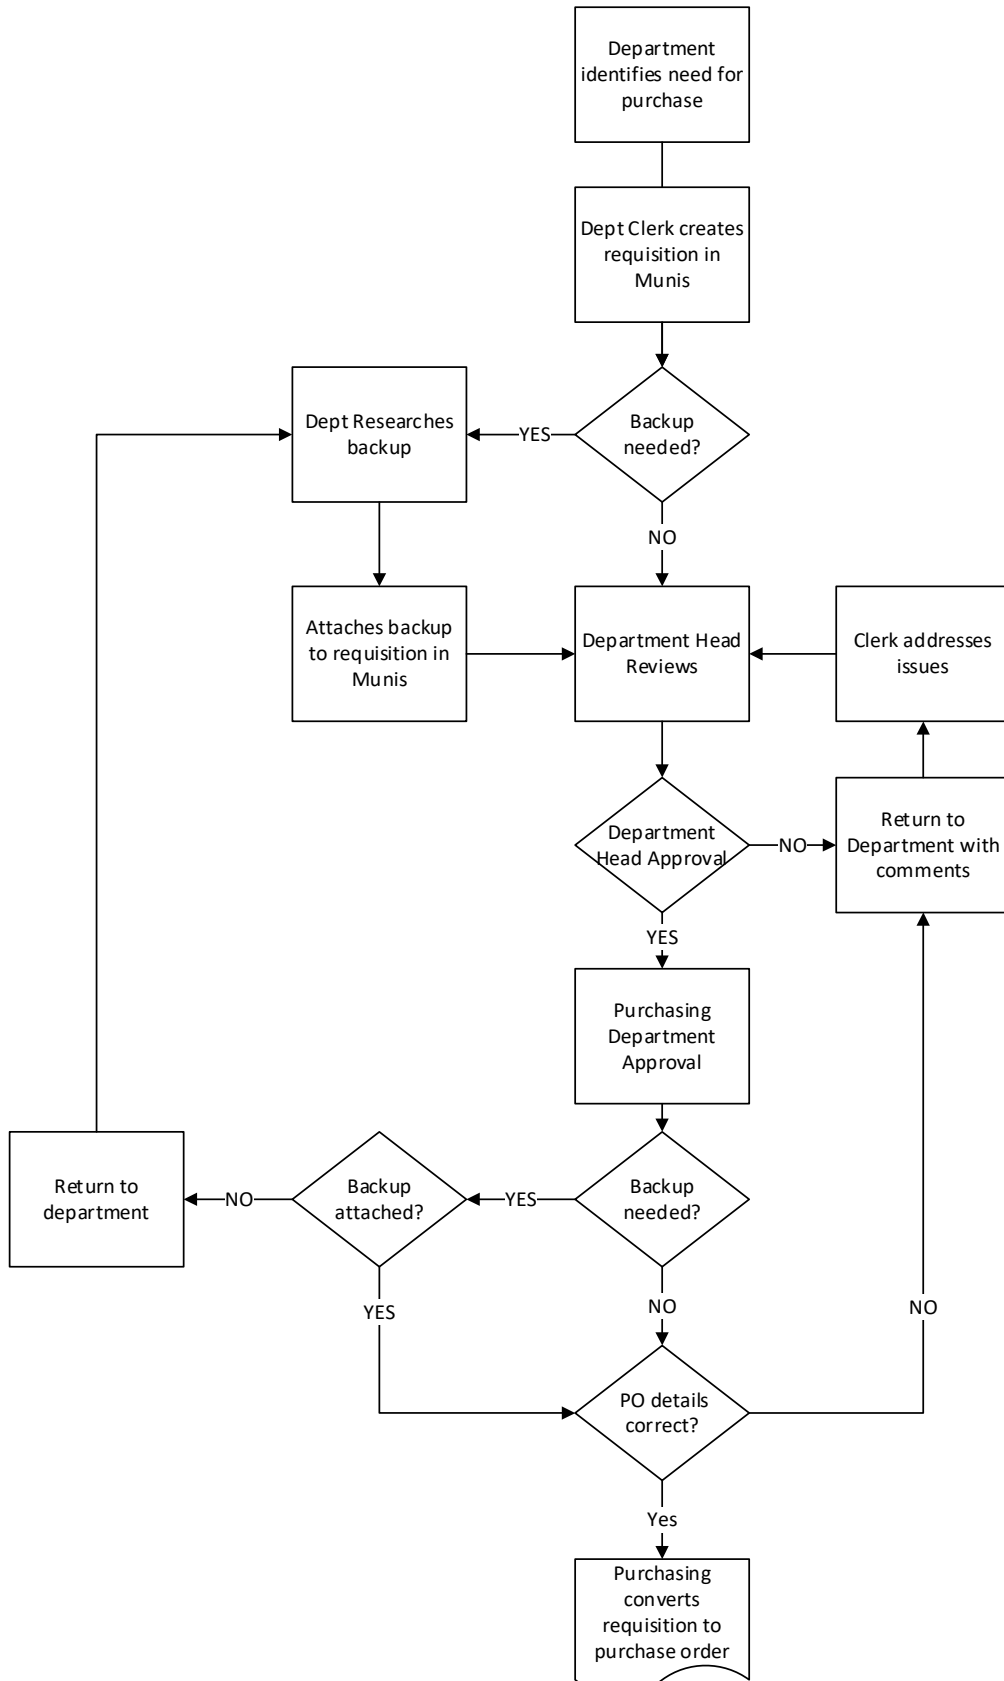 Department
identifies need for
purchase
Dept Clerk creates
requisition in
Munis
Backup
needed?
YES
Dept Researches
backup
NO
Attaches backup
to requisition in
Munis
Department Head
Reviews
Clerk addresses
issues
Department
Head Approval
NO
Return to
Department with
comments
YES
Purchasing
Department
Approval
Backup
needed?
YES
Backup
attached?
NO
Return to
department
YES
NO
NO
PO details
correct?
Yes
Purchasing
converts
requisition to
purchase order